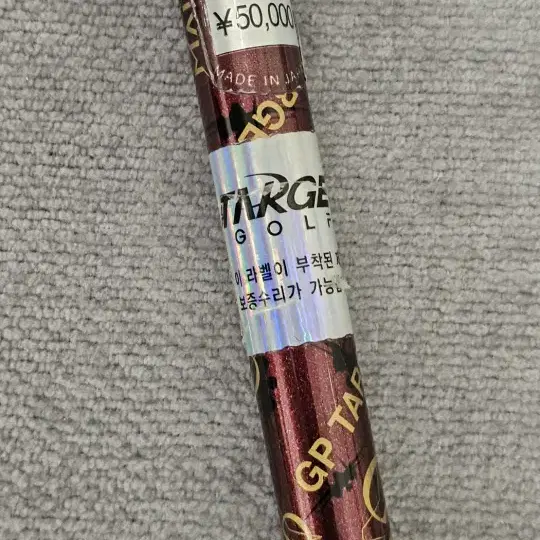 ¥50,000
MADE IN JA
TARGE
GOLF
이 라벨이 부착된 제
보증수리가 가능합
GP TAR